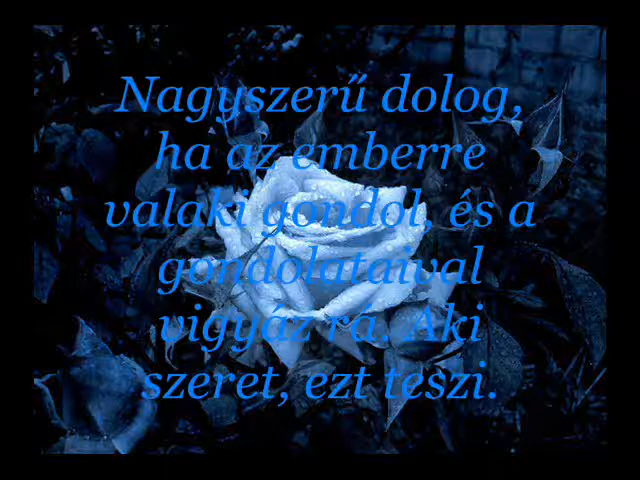 Nagyszerű dolog,
ha az emberre
valaki gondol, és a
gondolataival
vigyáz rá. Aki
szeret, ezt teszi.